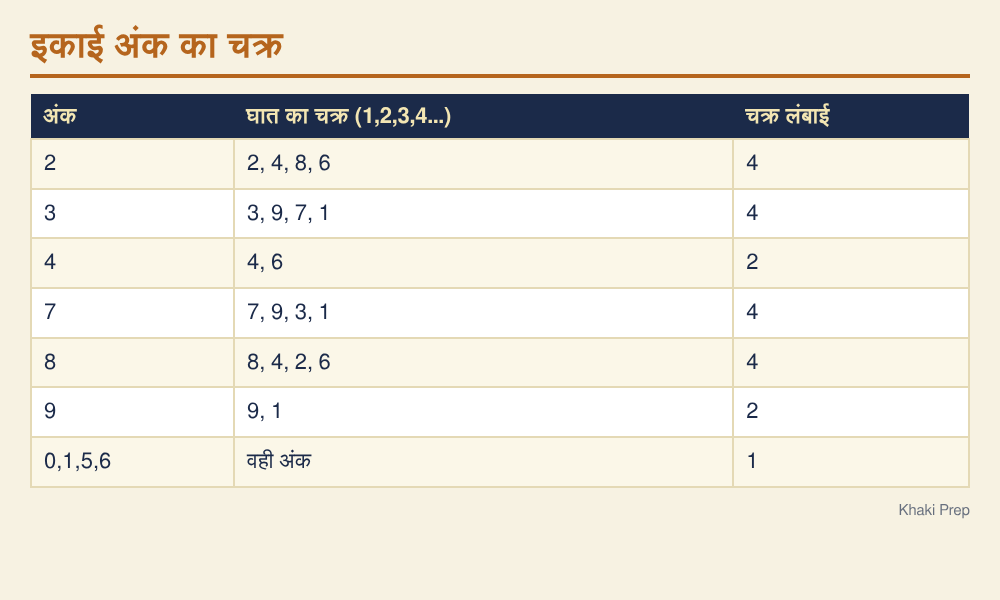 इकाई अंक का चक्र
अंक घात का चक्र (1,2,3,4...) चक्र लंबाई
2 2, 4, 8, 6 4
3 3, 9, 7, 1 4
4 4, 6 2
7 7, 9, 3, 1 4
8 8, 4, 2, 6 4
9 9, 1 2
0,1,5,6 वही अंक 1
Khaki Prep